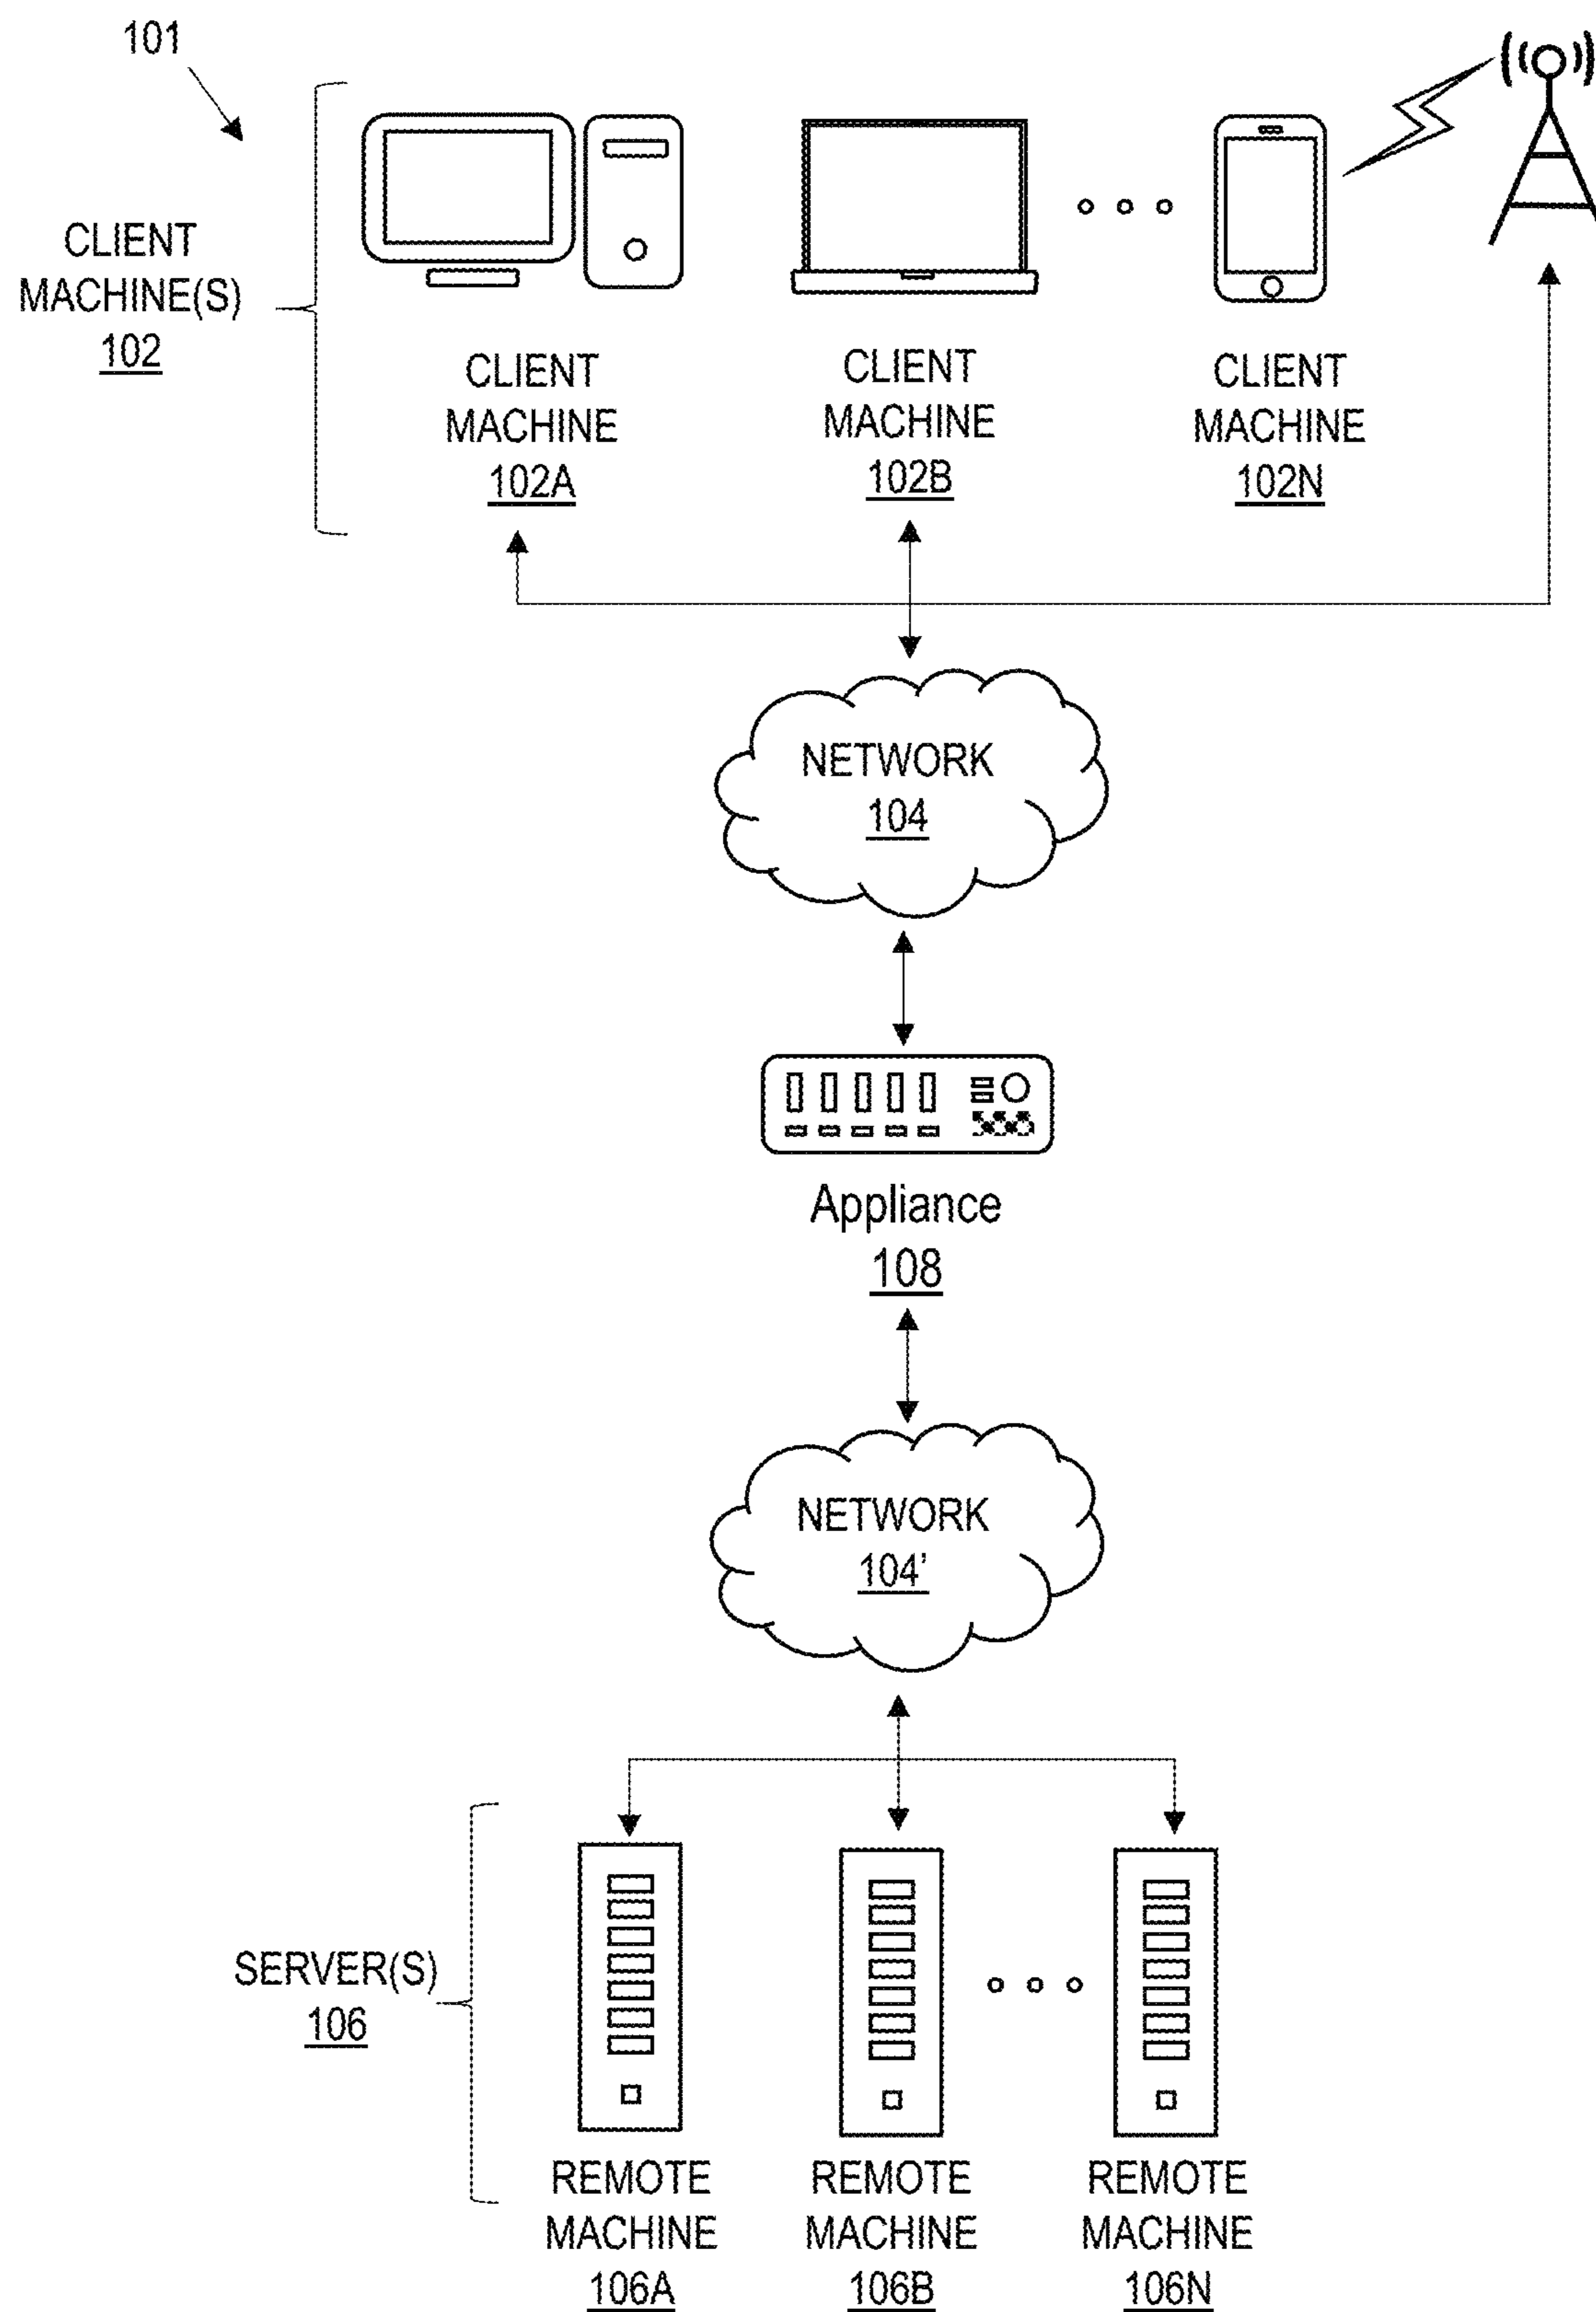 101
CLIENT
MACHINE(S)
102
CLIENT
MACHINE
102A
CLIENT
MACHINE
102B
CLIENT
MACHINE
102N
NETWORK
104
Appliance
108
NETWORK
104'
SERVER(S)
106
REMOTE
MACHINE
106A
REMOTE
MACHINE
106B
REMOTE
MACHINE
106N